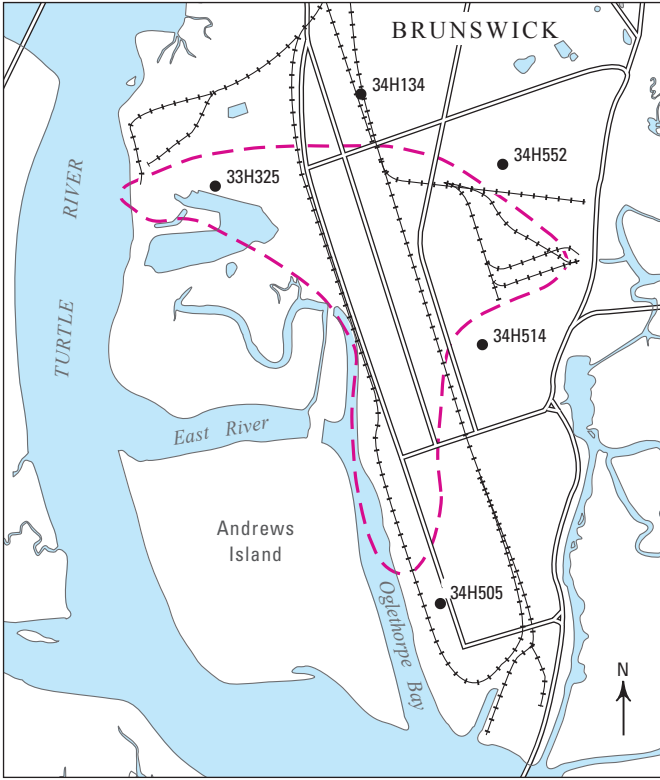 BRUNSWICK
34H134
34H552
33H325
TURTLE RIVER
34H514
East River
Andrews
Island
34H505
Oglethorpe Bay
N